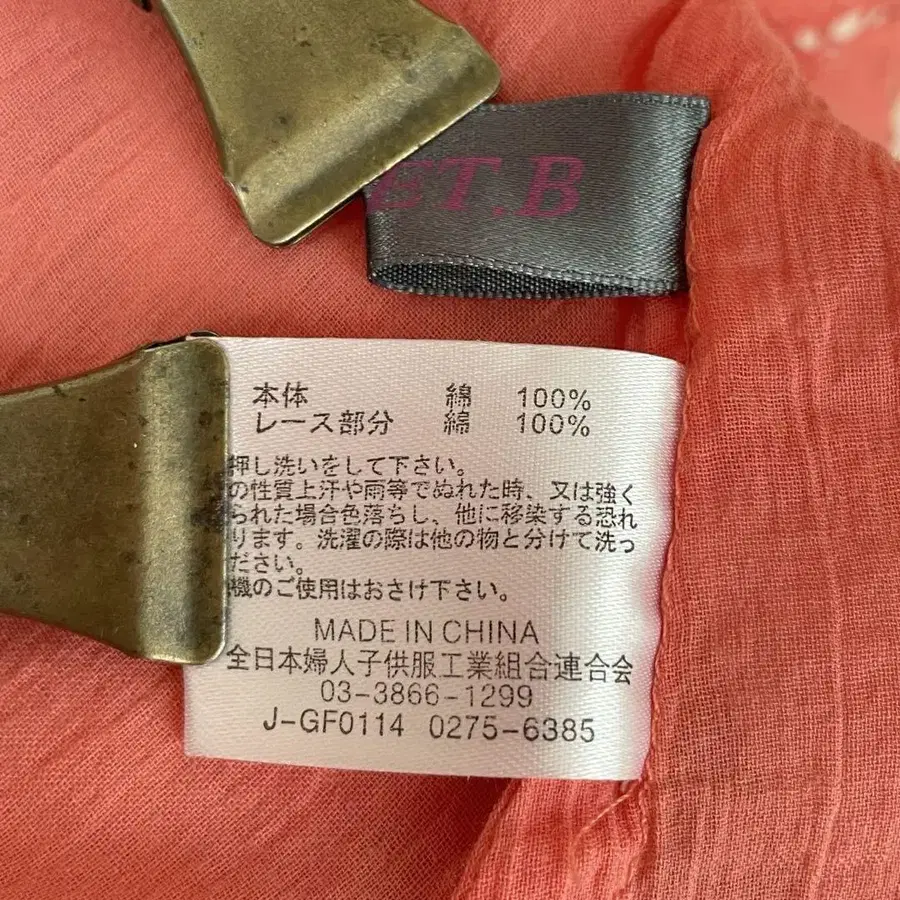 ET.B
本体 綿 100%
レース部分 綿 100%
押し洗いをして下さい。
の性質上汗や雨等でぬれた時、又は強く
られた場合色落ちし、他に移染する恐れ
ります。洗濯の際は他の物と分けて洗っ
ださい。
機のご使用はおさけ下さい。
MADE IN CHINA
全日本婦人子供服工業組合連合会
03-3866-1299
J-GF0114 0275-6385